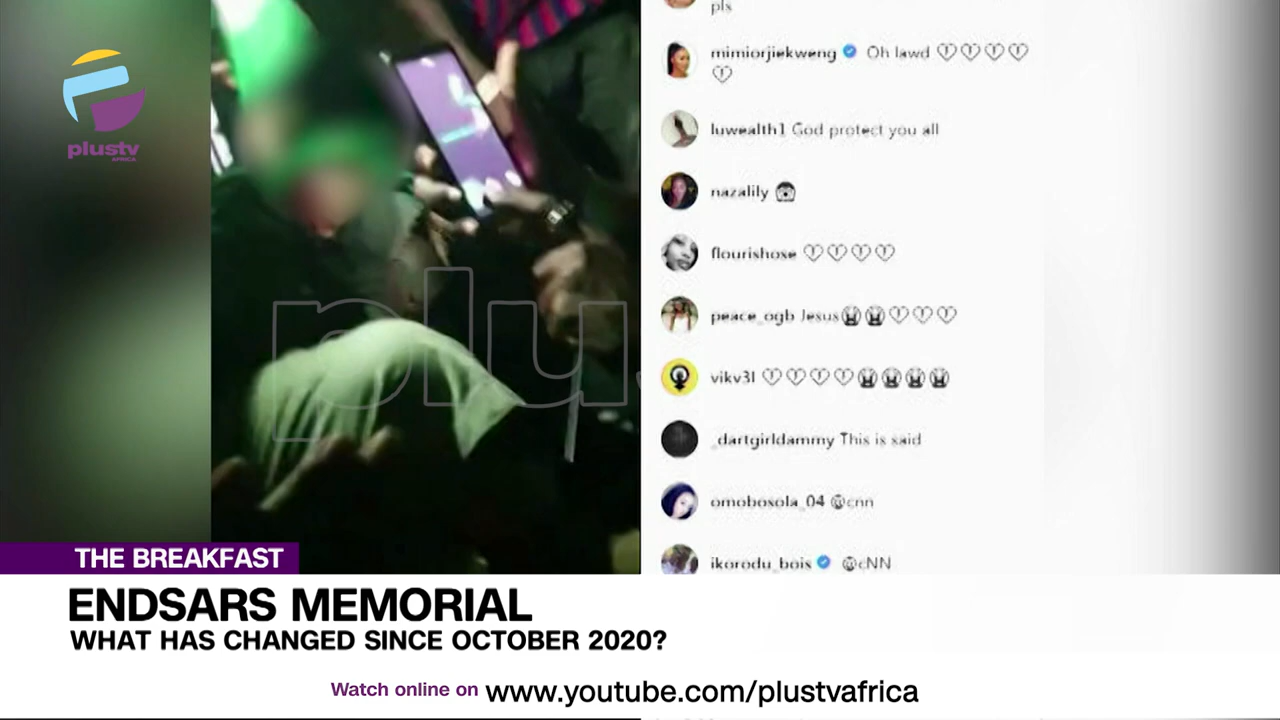 plustv
AFRICA
plu
pls
mimiorjiekweng Oh lawd
luwealth1 God protect you all
nazalily
flourishose
peace_ogb Jesus
vikv3l
_dartgirldammy This is said
omobosola_04 @cnn
ikorodu_bois @cNN
THE BREAKFAST
ENDSARS MEMORIAL
WHAT HAS CHANGED SINCE OCTOBER 2020?
Watch online on www.youtube.com/plustvafrica